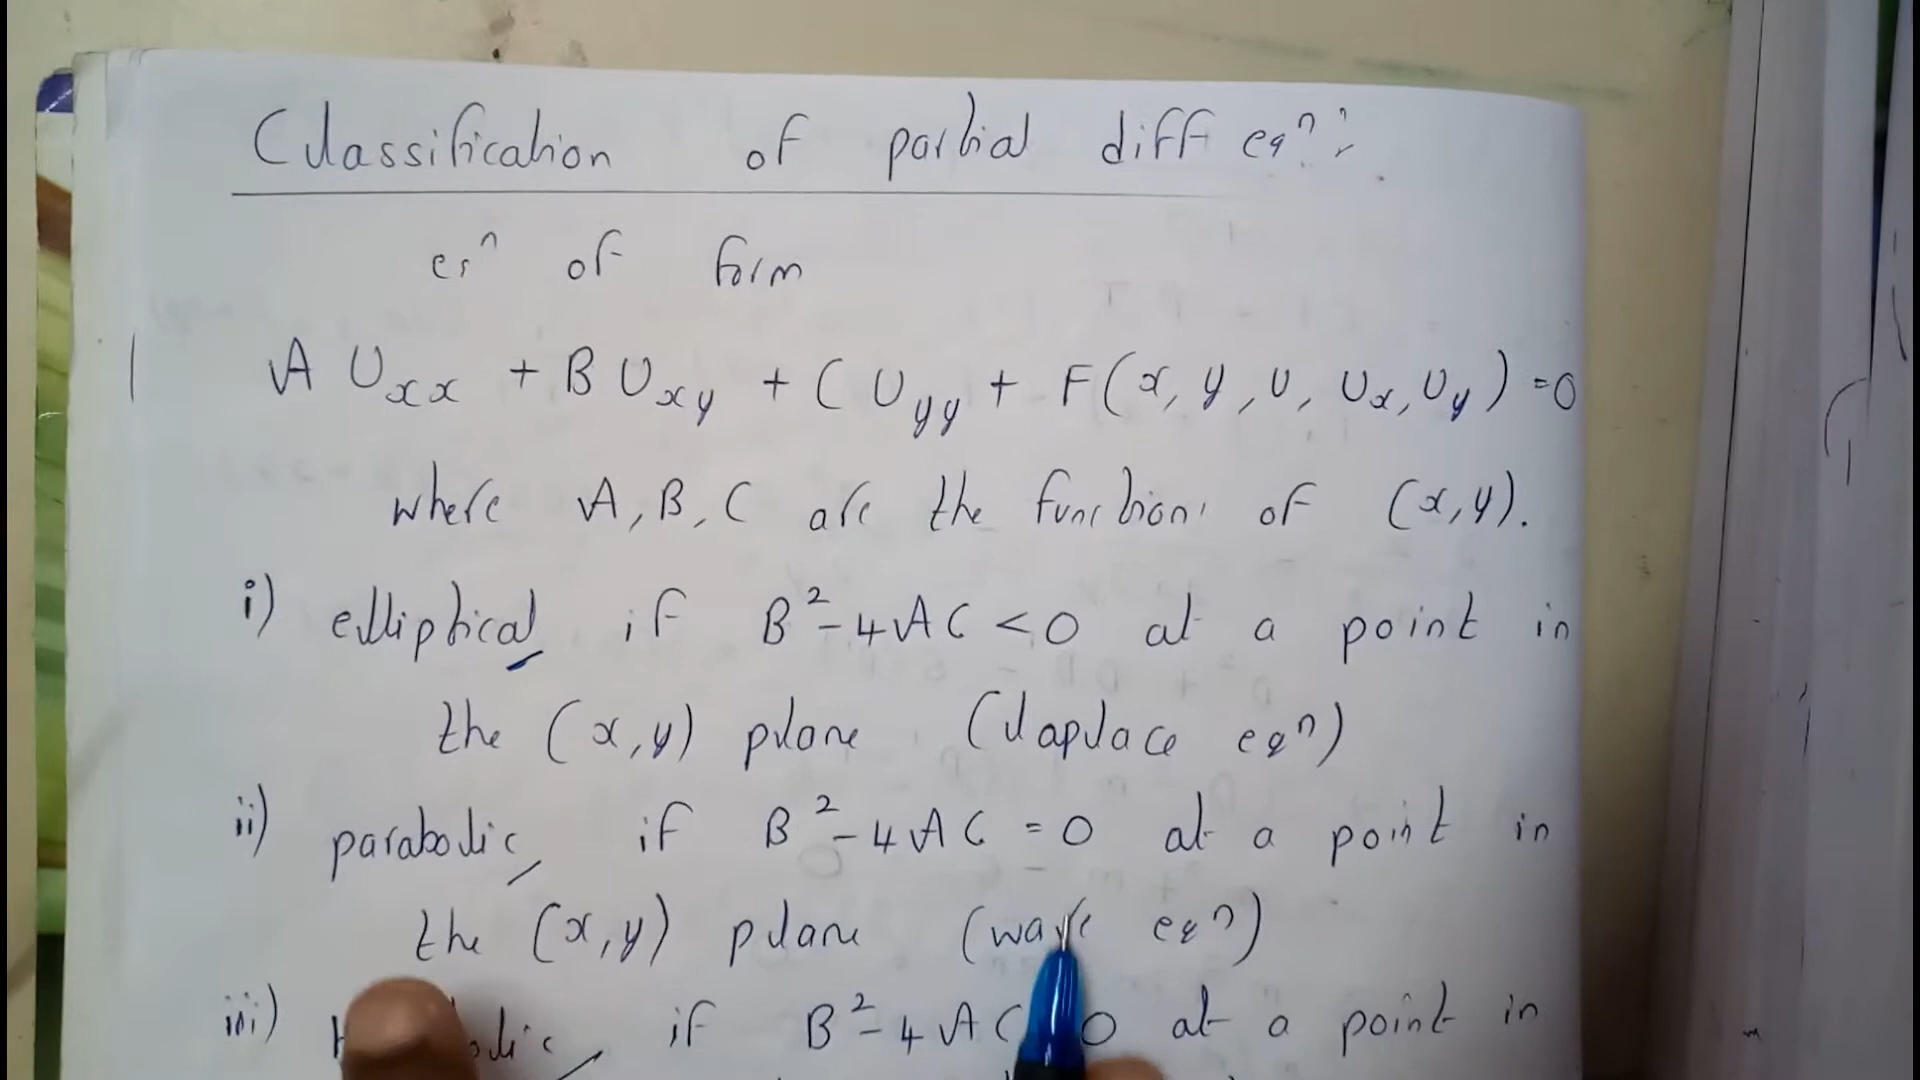 Classification of partial diff eqⁿ :-
eqⁿ of form
A Uₓₓ + B Uₓy + C Uyy + F(x, y, U, Uₓ, Uy) = 0
where A, B, C are the functions of (x, y).
i) elliptical if B² - 4AC < 0 at a point in
the (x, y) plane (laplace eqⁿ)
ii) parabolic, if B² - 4AC = 0 at a point in
the (x, y) plane (wave eqⁿ)
iii) if B² - 4AC 0 at a point in